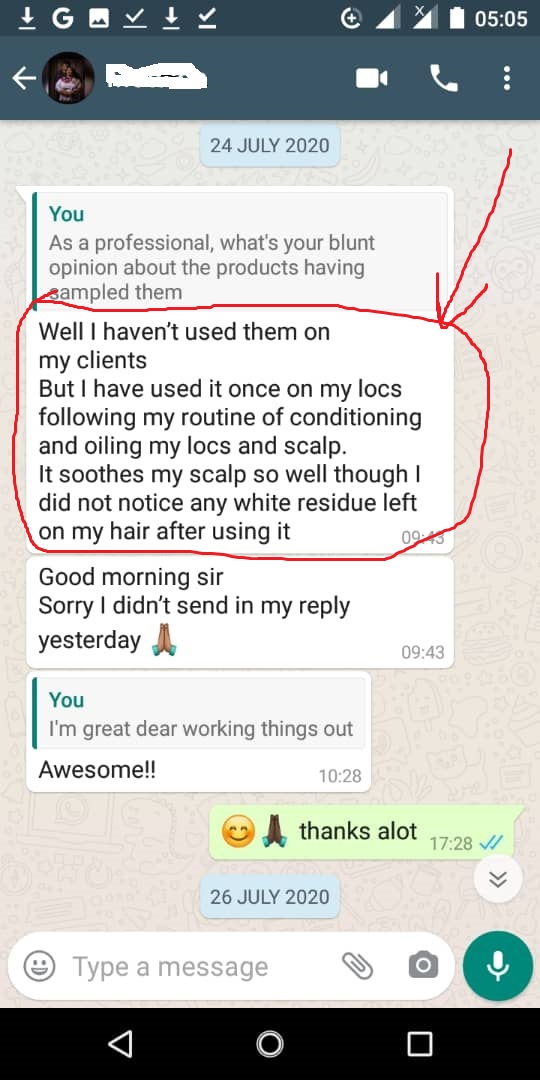 05:05
24 JULY 2020
You
As a professional, what's your blunt
opinion about the products having
sampled them
Well I haven’t used them on
my clients
But I have used it once on my locs
following my routine of conditioning
and oiling my locs and scalp.
It soothes my scalp so well though I
did not notice any white residue left
on my hair after using it
09:43
Good morning sir
Sorry I didn’t send in my reply
yesterday 🙏🏾
09:43
You
I'm great dear working things out
Awesome!!
10:28
😊🙏🏿 thanks alot
17:28
26 JULY 2020
Type a message